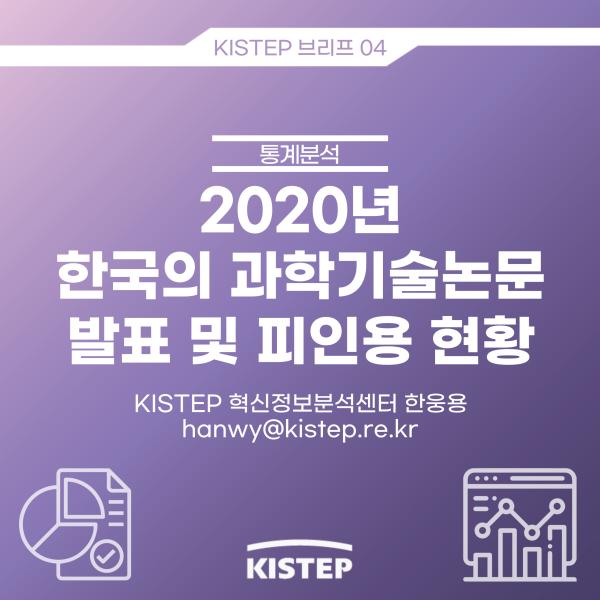 KISTEP 브리프 04
통계분석
2020년
한국의 과학기술논문
발표 및 피인용 현황
KISTEP 혁신정보분석센터 한웅용
hanwy@kistep.re.kr
KISTEP